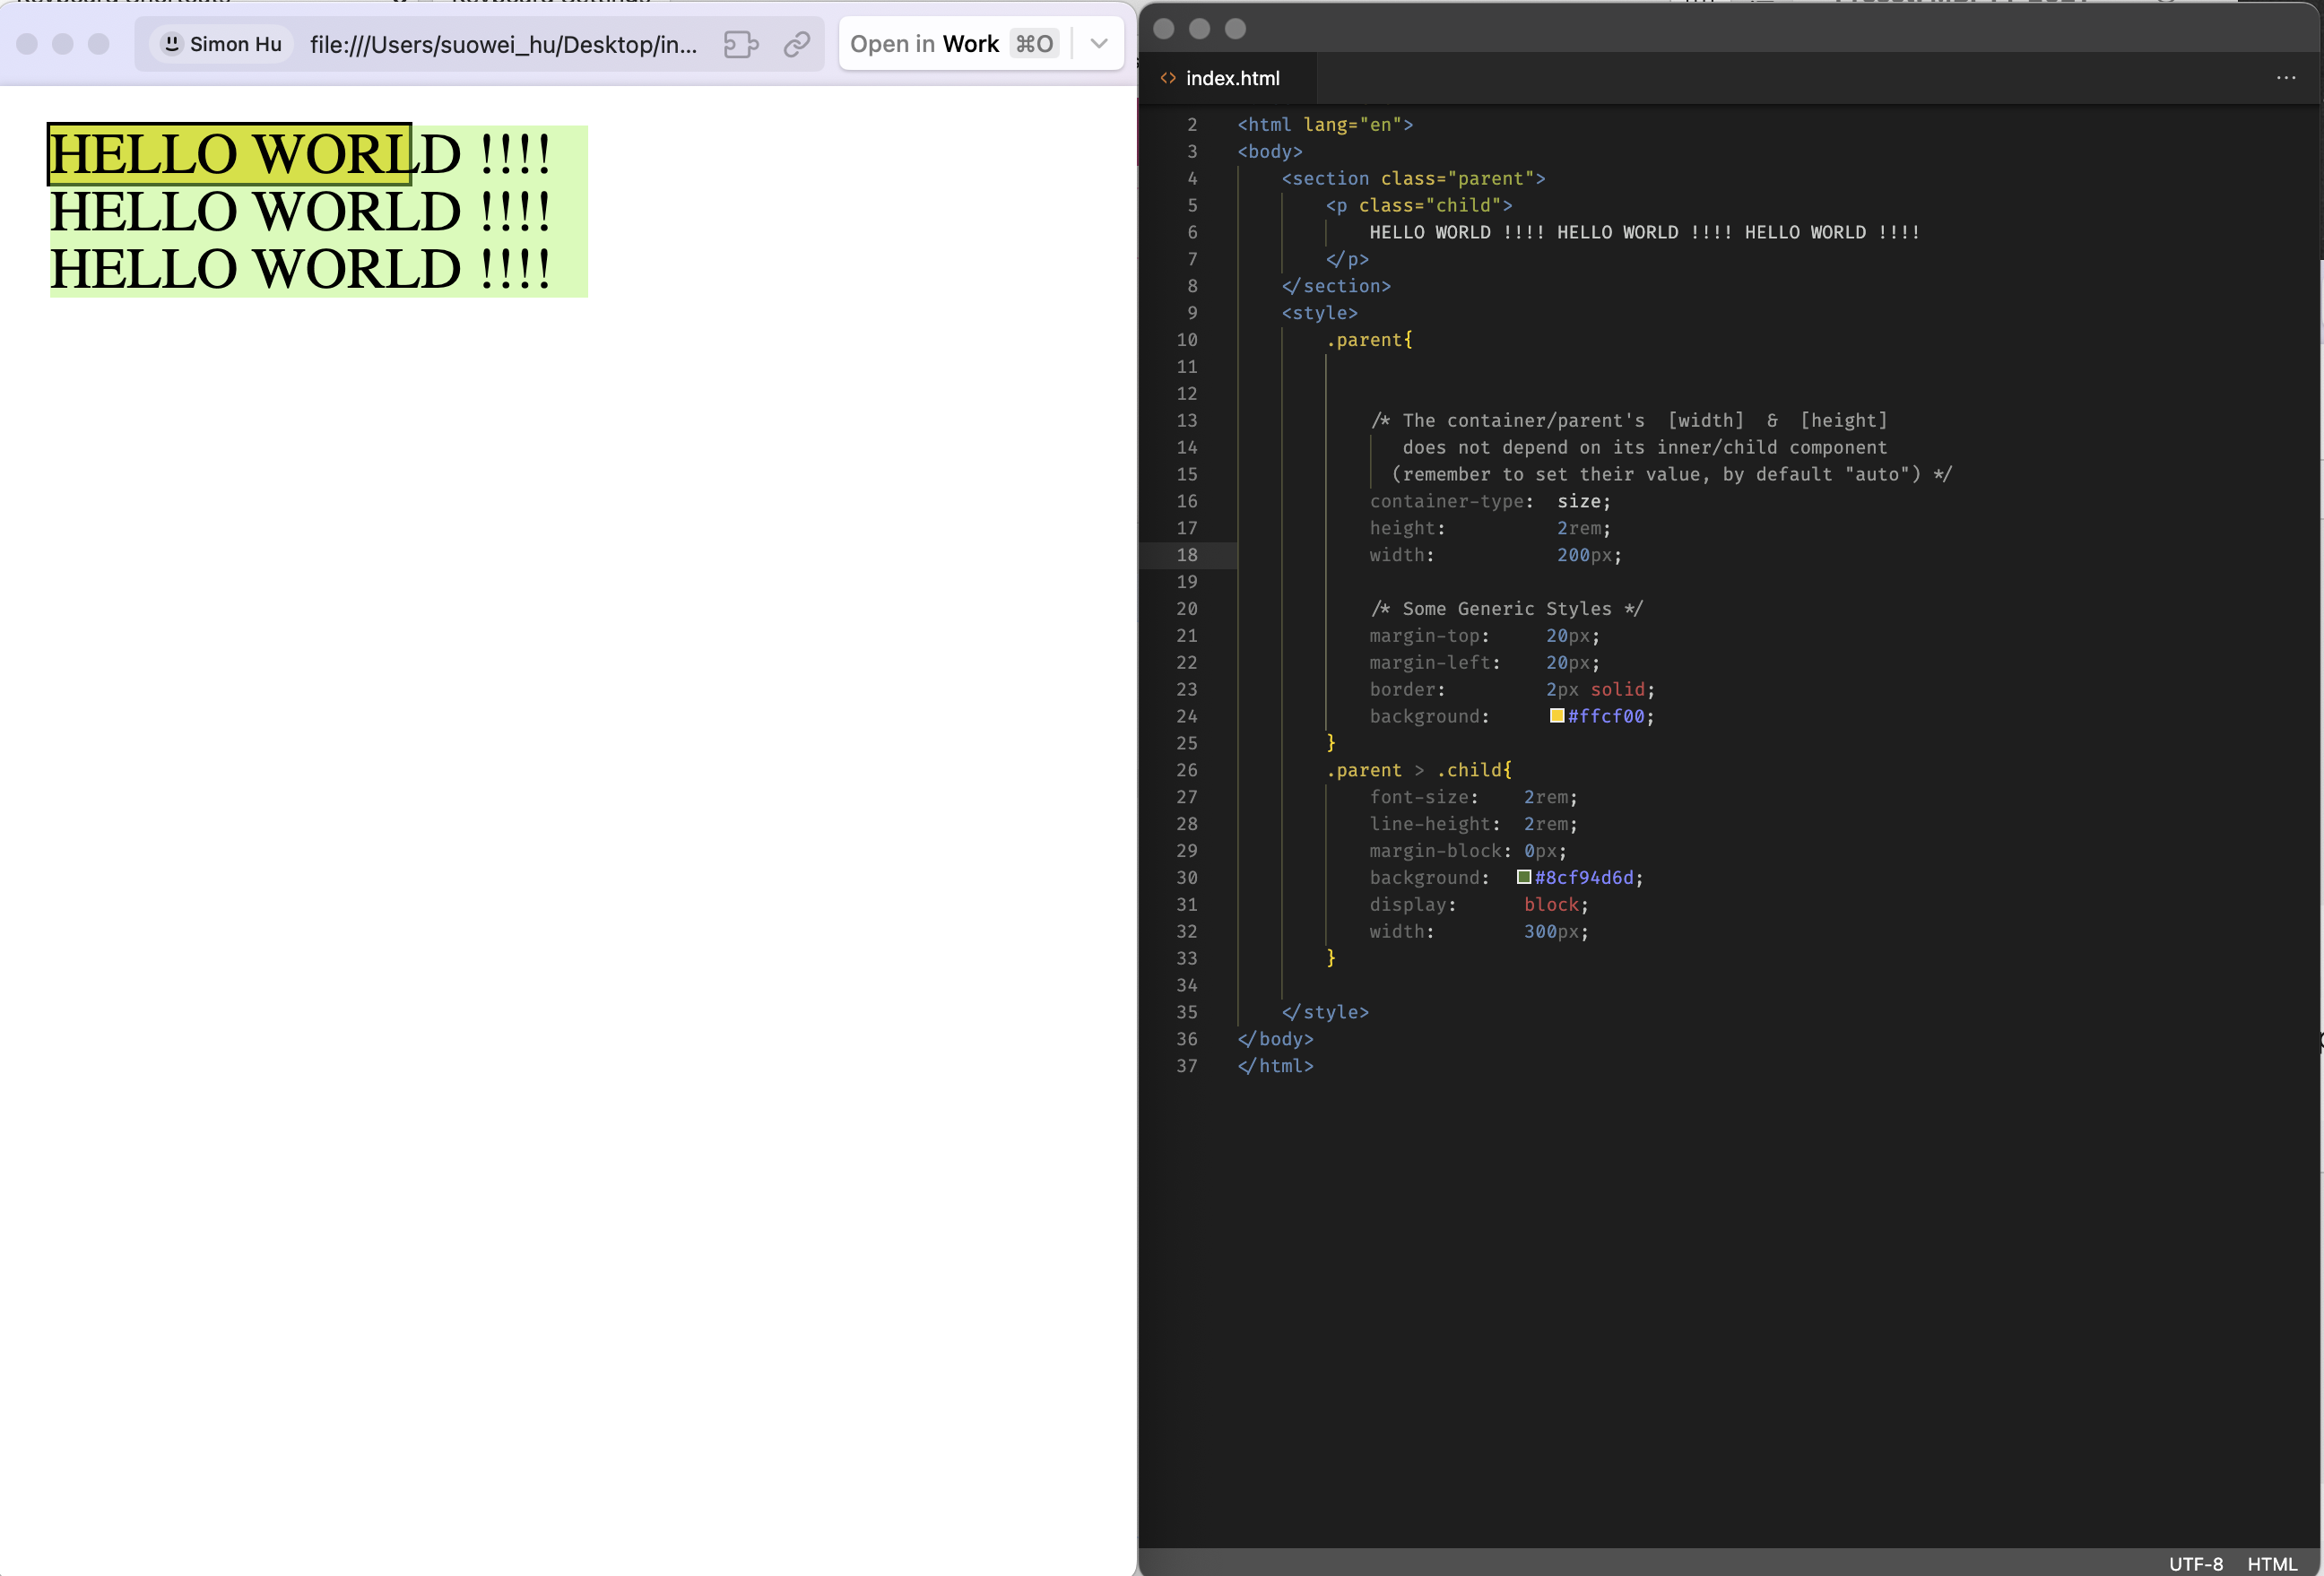 Simon Hu file:///Users/suowei_hu/Desktop/in... Open in Work ⌘O
HELLO WORLD !!!!
HELLO WORLD !!!!
HELLO WORLD !!!!
<> index.html ...
2 <html lang="en">
3 <body>
4 <section class="parent">
5 <p class="child">
6 HELLO WORLD !!!! HELLO WORLD !!!! HELLO WORLD !!!!
7 </p>
8 </section>
9 <style>
10 .parent{
11
12
13 /* The container/parent's [width] & [height]
14 does not depend on its inner/child component
15 (remember to set their value, by default "auto") */
16 container-type: size;
17 height: 2rem;
18 width: 200px;
19
20 /* Some Generic Styles */
21 margin-top: 20px;
22 margin-left: 20px;
23 border: 2px solid;
24 background: #ffcf00;
25 }
26 .parent > .child{
27 font-size: 2rem;
28 line-height: 2rem;
29 margin-block: 0px;
30 background: #8cf94d6d;
31 display: block;
32 width: 300px;
33 }
34
35 </style>
36 </body>
37 </html>
UTF-8 HTML